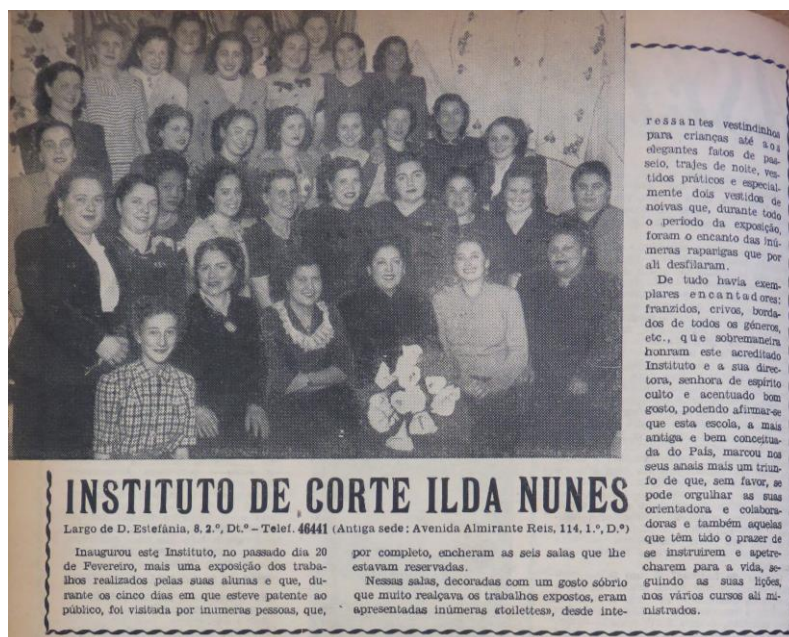 INSTITUTO DE CORTE ILDA NUNES
Largo de D. Estefânia, 8, 2.º, Dt.º – Telef. 46441 (Antiga sede: Avenida Almirante Reis, 114, 1.º, D.º)
Inaugurou este Instituto, no passado dia 20
de Fevereiro, mais uma exposição dos traba-
lhos realizados pelas suas alunas e que, du-
rante os cinco dias em que esteve patente ao
público, foi visitada por inumeras pessoas, que,
por completo, encheram as seis salas que lhe
estavam reservadas.
Nessas salas, decoradas com um gosto sóbrio
que muito realçava os trabalhos expostos, eram
apresentadas inúmeras «toilettes», desde inte-
ressantes vestindinhos
para crianças até aos
elegantes fatos de pas-
seio, trajes de noite, ves-
tidos práticos e especial-
mente dois vestidos de
noivas que, durante todo
o período da exposição,
foram o encanto das inú-
meras raparigas que por
ali desfilaram.
De tudo havia exem-
plares encantadores:
franzidos, crivos, borda-
dos de todos os géneros,
etc., que sobremaneira
honram este acreditado
Instituto e a sua direc-
tora, senhora de espírito
culto e acentuado bom
gosto, podendo afirmar-se
que esta escola, a mais
antiga e bem conceitua-
da do País, marcou nos
seus anais mais um triun-
fo de que, sem favor, se
pode orgulhar as suas
orientadora e colabora-
doras e também aquelas
que têm tido o prazer de
se instruirem e apetre-
charem para a vida, se-
guindo as suas lições,
nos vários cursos ali mi-
nistrados.